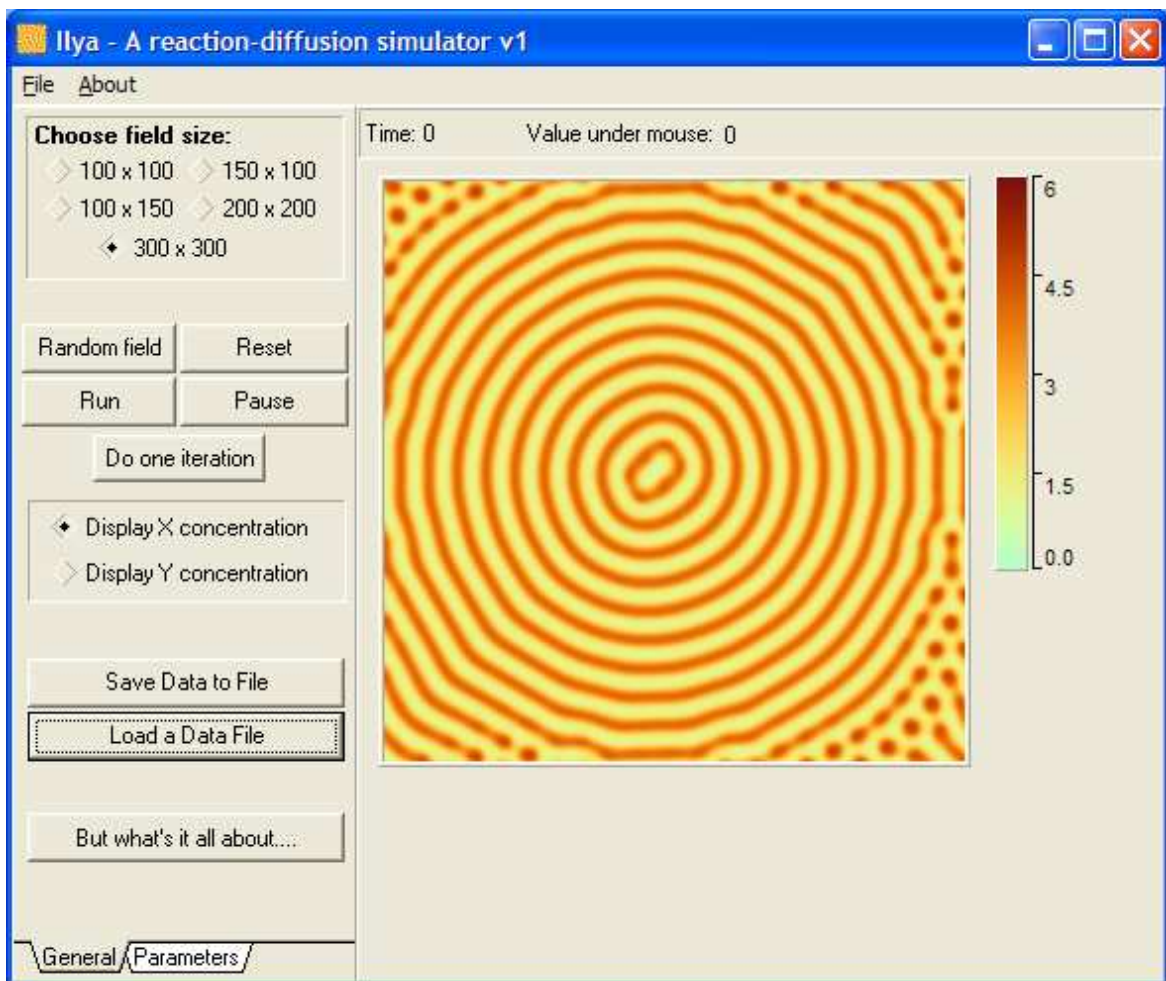 Ilya - A reaction-diffusion simulator v1
File About
Choose field size:
100 x 100 150 x 100
100 x 150 200 x 200
300 x 300
Random field Reset
Run Pause
Do one iteration
Display X concentration
Display Y concentration
Save Data to File
Load a Data File
But what's it all about....
General Parameters
Time: 0 Value under mouse: 0
6
4.5
3
1.5
0.0